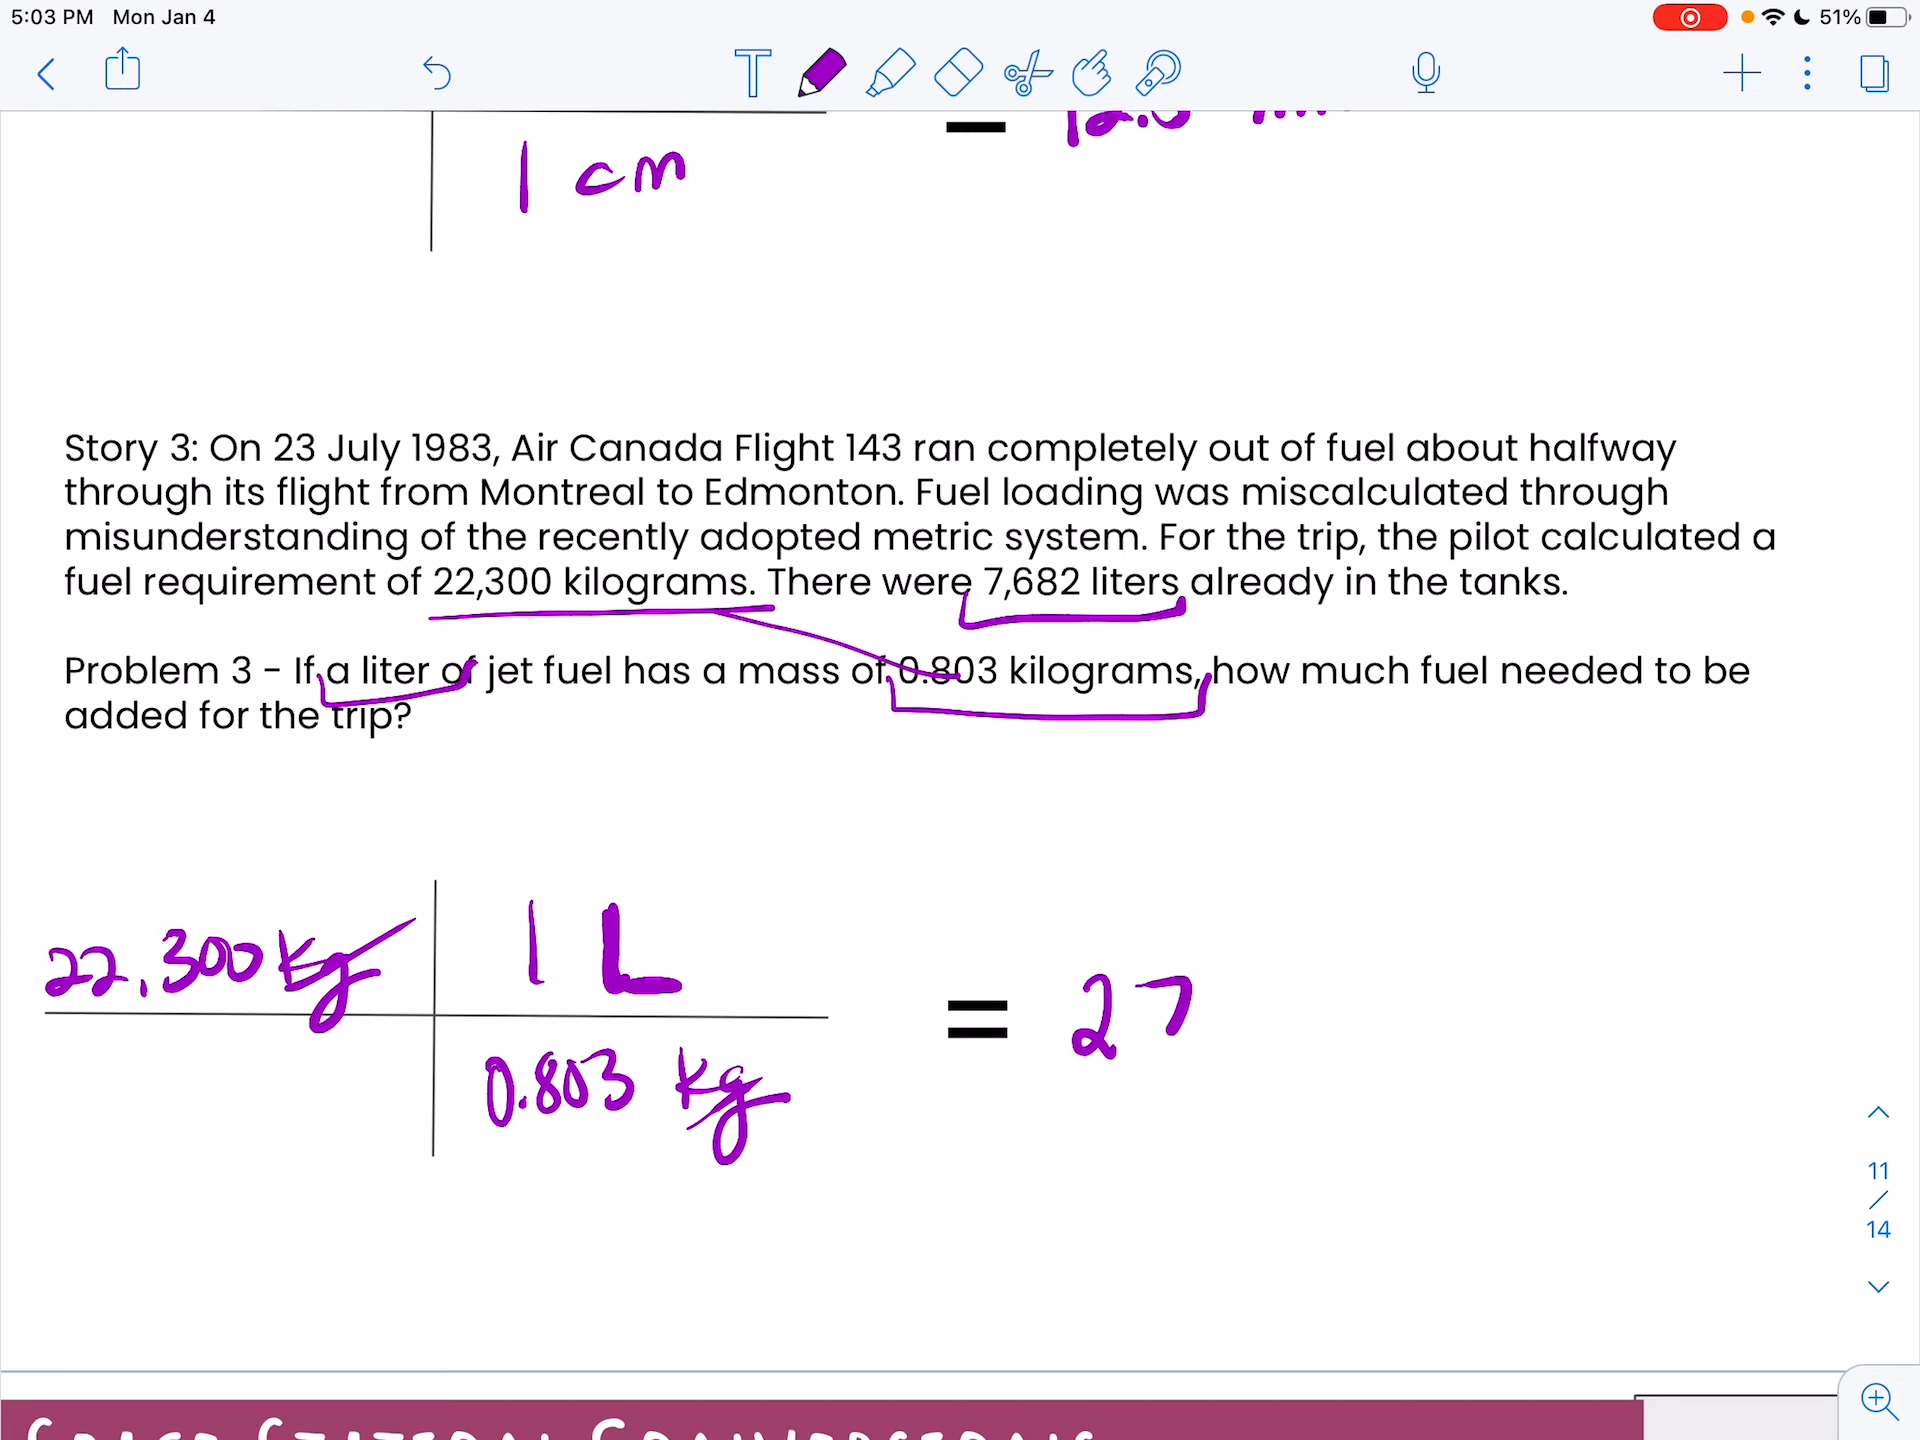 5:03 PM Mon Jan 4
51%
T
1 cm
Story 3: On 23 July 1983, Air Canada Flight 143 ran completely out of fuel about halfway
through its flight from Montreal to Edmonton. Fuel loading was miscalculated through
misunderstanding of the recently adopted metric system. For the trip, the pilot calculated a
fuel requirement of 22,300 kilograms. There were 7,682 liters already in the tanks.
Problem 3 - If a liter of jet fuel has a mass of 0.803 kilograms, how much fuel needed to be
added for the trip?
22,300 kg
1 L
= 27
0.803 kg
11
/
14
SPACE STATION CONVERSIONS